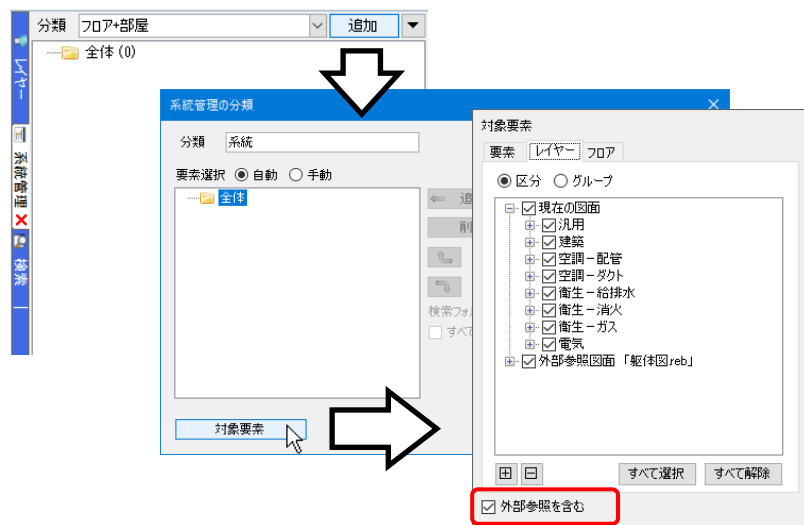 分類 フロア+部屋 追加
全体 (0)
レイヤー
系統管理
検索
系統管理の分類
分類 系統
要素選択 自動 手動
全体
追
削
検索フォ
すべて
対象要素
対象要素
要素 レイヤー フロア
区分 グループ
現在の図面
汎用
建築
空調－配管
空調－ダクト
衛生－給排水
衛生－消火
衛生－ガス
電気
外部参照図面 「躯体図.reb」
すべて選択 すべて解除
外部参照を含む